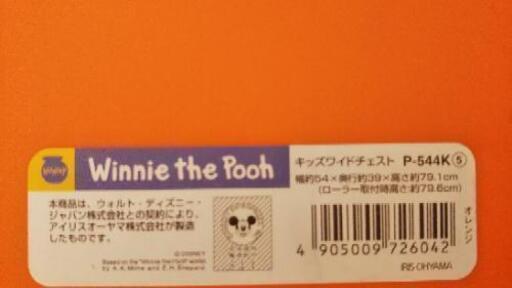 Winnie the Pooh
キッズワイドチェスト P-544K⑤
幅約54×奥行約39×高さ約79.1cm
(ローラー取付時高さ約79.6cm)
本商品は、ウォルト・ディズニー・
ジャパン株式会社との契約により、
アイリスオーヤマ株式会社が製造
したものです。
© DISNEY
Based on the "Winnie the Pooh" works
by A. A. Milne and E. H. Shepard
4 905009 726042
オレンジ
IRIS OHYAMA